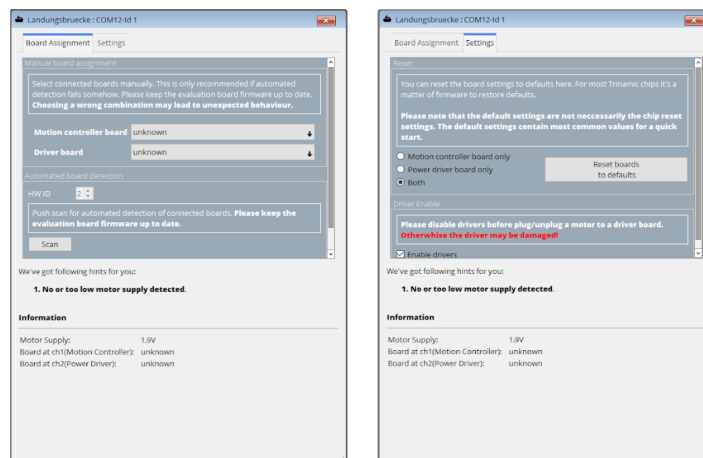 Landungsbruecke : COM12-Id 1
Board Assignment Settings
Manual board assignment
Select connected boards manually. This is only recommended if automated
detection fails somehow. Please keep the evaluation board firmware up to date.
Choosing a wrong combination may lead to unexpected behaviour.
Motion controller board unknown
Driver board unknown
Automated board detection
HW ID 2
Push scan for automated detection of connected boards. Please keep the
evaluation board firmware up to date.
Scan
We've got following hints for you:
1. No or too low motor supply detected.
Information
Motor Supply: 1.9V
Board at ch1(Motion Controller): unknown
Board at ch2(Power Driver): unknown
Landungsbruecke : COM12-Id 1
Board Assignment Settings
Reset
You can reset the board settings to defaults here. For most Trinamic chips it's a
matter of firmware to restore defaults.
Please note that the default settings are not neccessarily the chip reset
settings. The default settings contain most common values for a quick
start.
Motion controller board only
Power driver board only
Both
Reset boards
to defaults
Driver Enable
Please disable drivers before plug/unplug a motor to a driver board.
Otherwhise the driver may be damaged!
Enable drivers
We've got following hints for you:
1. No or too low motor supply detected.
Information
Motor Supply: 1.9V
Board at ch1(Motion Controller): unknown
Board at ch2(Power Driver): unknown